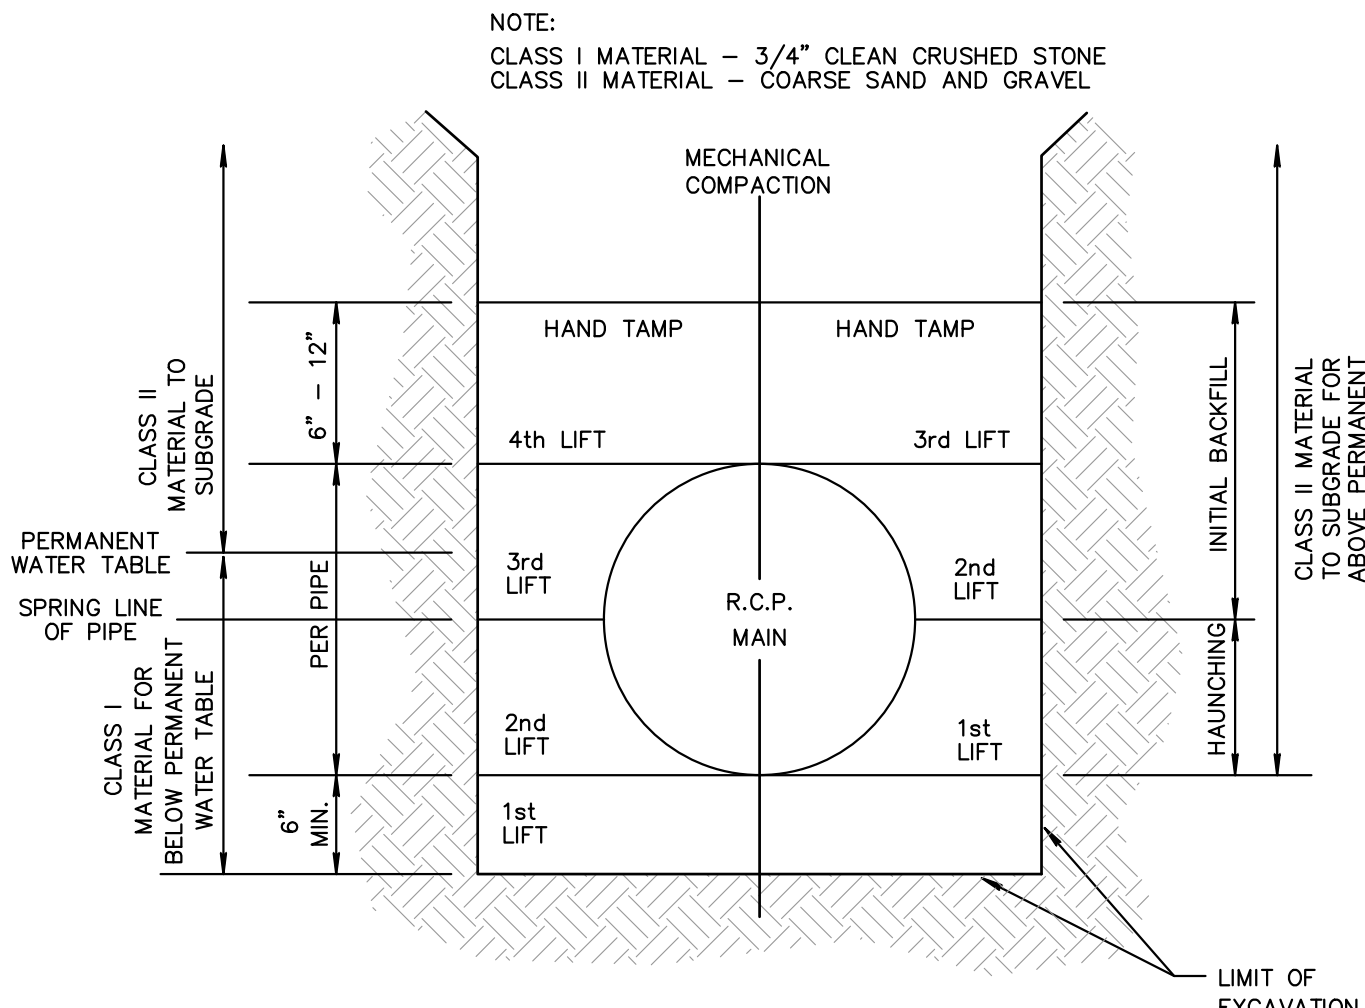 NOTE:
CLASS I MATERIAL – 3/4" CLEAN CRUSHED STONE
CLASS II MATERIAL – COARSE SAND AND GRAVEL
MECHANICAL
COMPACTION
HAND TAMP
HAND TAMP
4th LIFT
3rd LIFT
3rd
LIFT
2nd
LIFT
R.C.P.
MAIN
2nd
LIFT
1st
LIFT
1st
LIFT
CLASS II
MATERIAL TO
SUBGRADE
6" – 12"
PERMANENT
WATER TABLE
SPRING LINE
OF PIPE
PER PIPE
CLASS I
MATERIAL FOR
BELOW PERMANENT
WATER TABLE
6"
MIN.
INITIAL BACKFILL
HAUNCHING
CLASS II MATERIAL
TO SUBGRADE FOR
ABOVE PERMANENT
LIMIT OF
EXCAVATION